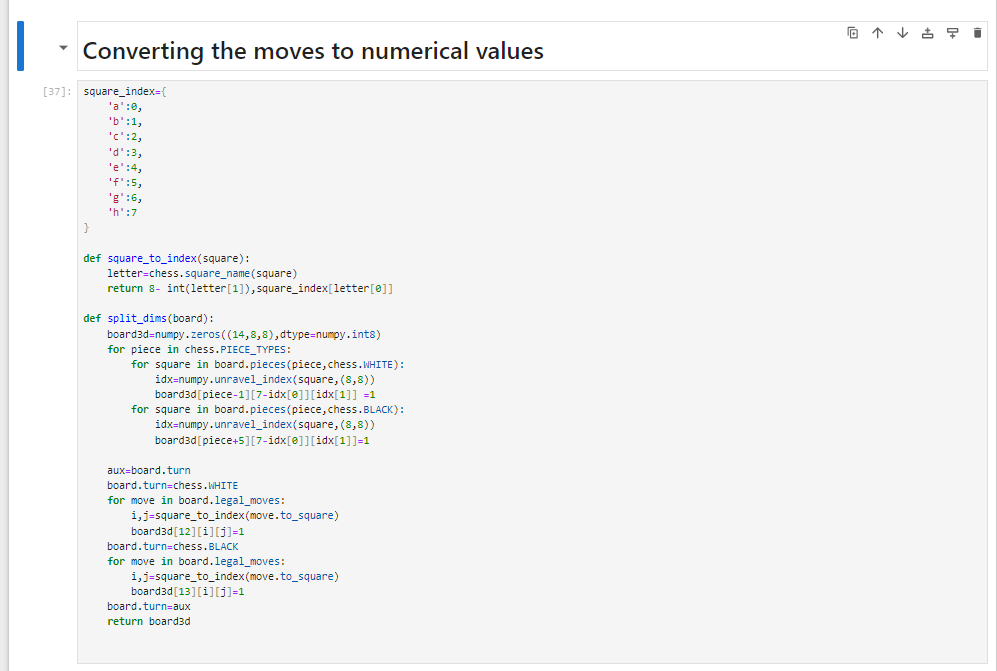 Converting the moves to numerical values
[37]:
square_index={
    'a':0,
    'b':1,
    'c':2,
    'd':3,
    'e':4,
    'f':5,
    'g':6,
    'h':7
}

def square_to_index(square):
    letter=chess.square_name(square)
    return 8- int(letter[1]),square_index[letter[0]]

def split_dims(board):
    board3d=numpy.zeros((14,8,8),dtype=numpy.int8)
    for piece in chess.PIECE_TYPES:
        for square in board.pieces(piece,chess.WHITE):
            idx=numpy.unravel_index(square,(8,8))
            board3d[piece-1][7-idx[0]][idx[1]] =1
        for square in board.pieces(piece,chess.BLACK):
            idx=numpy.unravel_index(square,(8,8))
            board3d[piece+5][7-idx[0]][idx[1]]=1

    aux=board.turn
    board.turn=chess.WHITE
    for move in board.legal_moves:
        i,j=square_to_index(move.to_square)
        board3d[12][i][j]=1
    board.turn=chess.BLACK
    for move in board.legal_moves:
        i,j=square_to_index(move.to_square)
        board3d[13][i][j]=1
    board.turn=aux
    return board3d